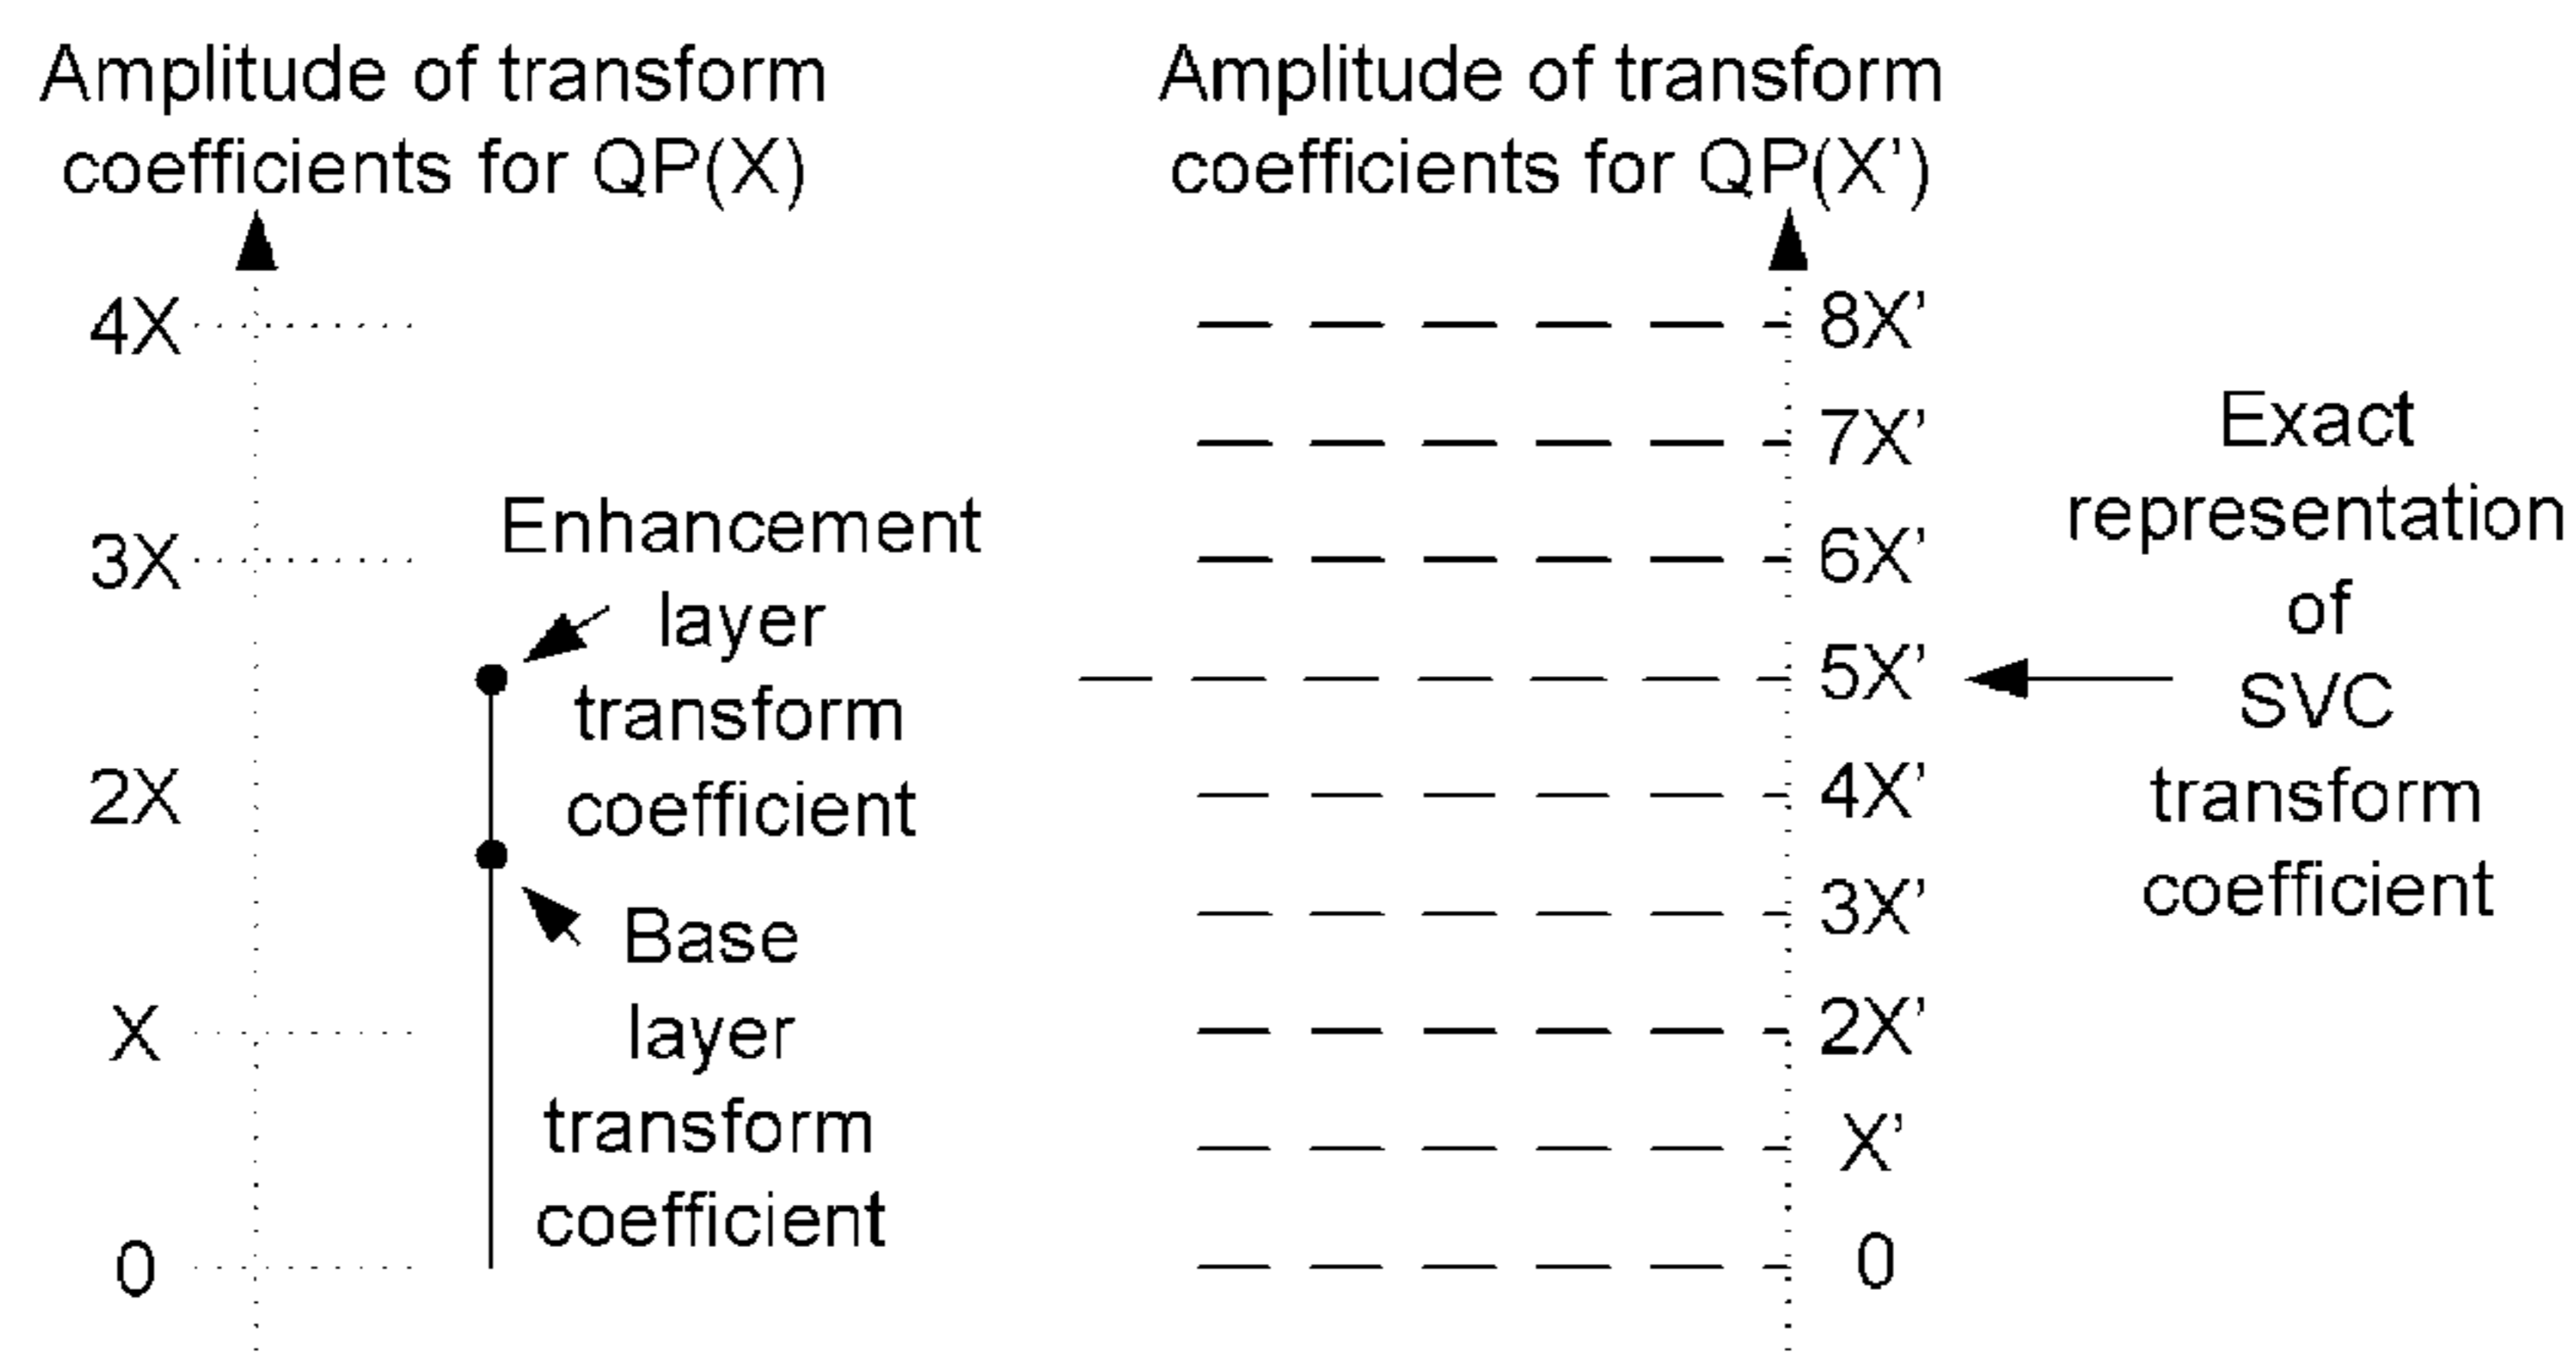 Amplitude of transform
coefficients for QP(X)
4X
3X
2X
X
0
Enhancement
layer
transform
coefficient
Base
layer
transform
coefficient
Amplitude of transform
coefficients for QP(X’)
8X’
7X’
6X’
5X’
4X’
3X’
2X’
X’
0
Exact
representation
of
SVC
transform
coefficient